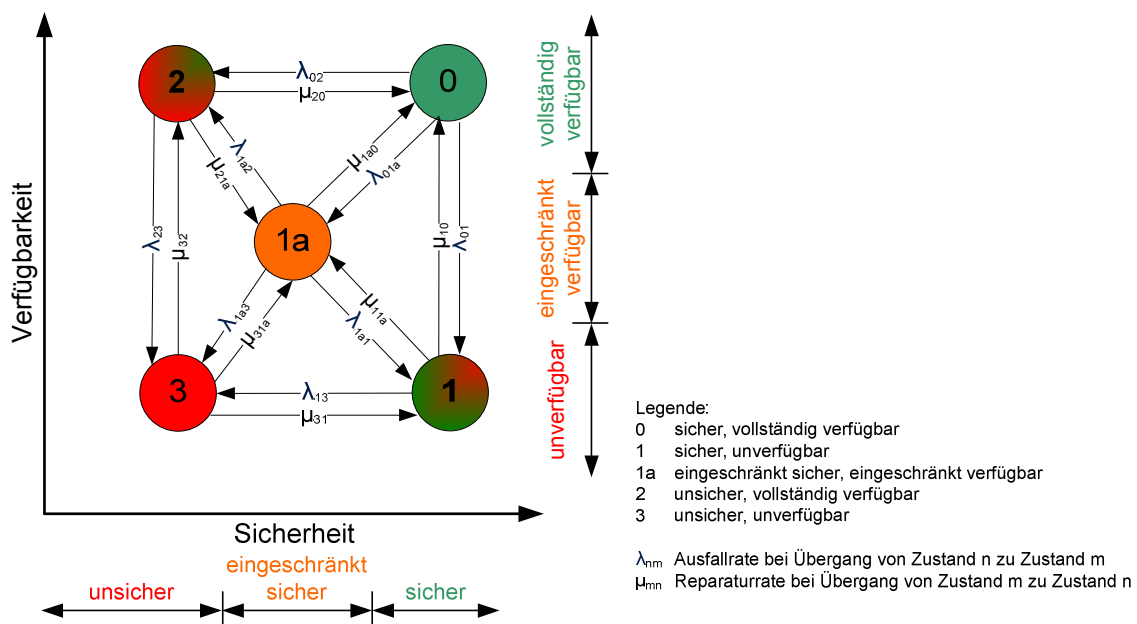 Verfügbarkeit
2
0
λ02
μ20
λ1a2
μ21a
μ1a0
λ01a
λ23
μ32
1a
μ10
λ01
λ1a3
μ31a
μ11a
λ1a1
3
1
λ13
μ31
vollständig
verfügbar
eingeschränkt
verfügbar
unverfügbar
Sicherheit
unsicher
eingeschränkt
sicher
sicher
Legende:
0 sicher, vollständig verfügbar
1 sicher, unverfügbar
1a eingeschränkt sicher, eingeschränkt verfügbar
2 unsicher, vollständig verfügbar
3 unsicher, unverfügbar
λnm Ausfallrate bei Übergang von Zustand n zu Zustand m
μmn Reparaturrate bei Übergang von Zustand m zu Zustand n